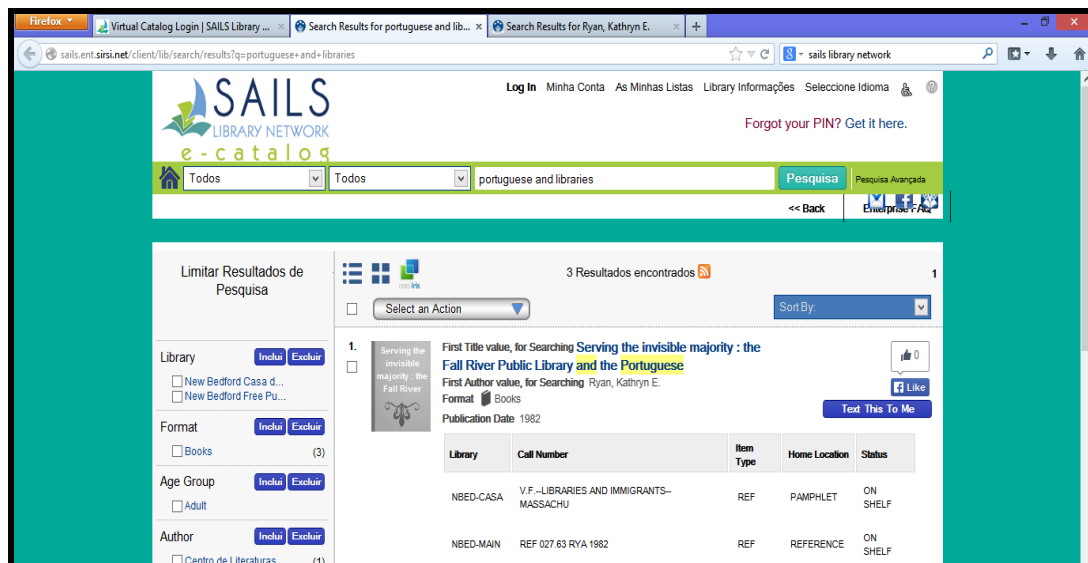 Firefox
Virtual Catalog Login | SAILS Library ... ×
Search Results for portuguese and lib... ×
Search Results for Ryan, Kathryn E. ×
+
sails.ent.sirsi.net/client/lib/search/results?q=portuguese+and+libraries
sails library network
SAILS
LIBRARY NETWORK
e-catalog
Log In Minha Conta As Minhas Listas Library Informações Seleccione Idioma
Forgot your PIN? Get it here.
Todos Todos portuguese and libraries Pesquisa Pesquisa Avançada
<< Back Enterprise FAQ
Limitar Resultados de
Pesquisa
3 Resultados encontrados 1
Select an Action
Sort By:
Library Inclui Excluir
New Bedford Casa d...
New Bedford Free Pu...
Format Inclui Excluir
Books (3)
Age Group Inclui Excluir
Adult
Author Inclui Excluir
Centro de Literaturas (1)
1.
Serving the
invisible
majority : the
Fall River
First Title value, for Searching Serving the invisible majority : the
Fall River Public Library and the Portuguese
First Author value, for Searching Ryan, Kathryn E.
Format Books
Publication Date 1982
0
Like
Text This To Me
Library Call Number Item Type Home Location Status
NBED-CASA V.F.--LIBRARIES AND IMMIGRANTS--MASSACHU REF PAMPHLET ON SHELF
NBED-MAIN REF 027.63 RYA 1982 REF REFERENCE ON SHELF